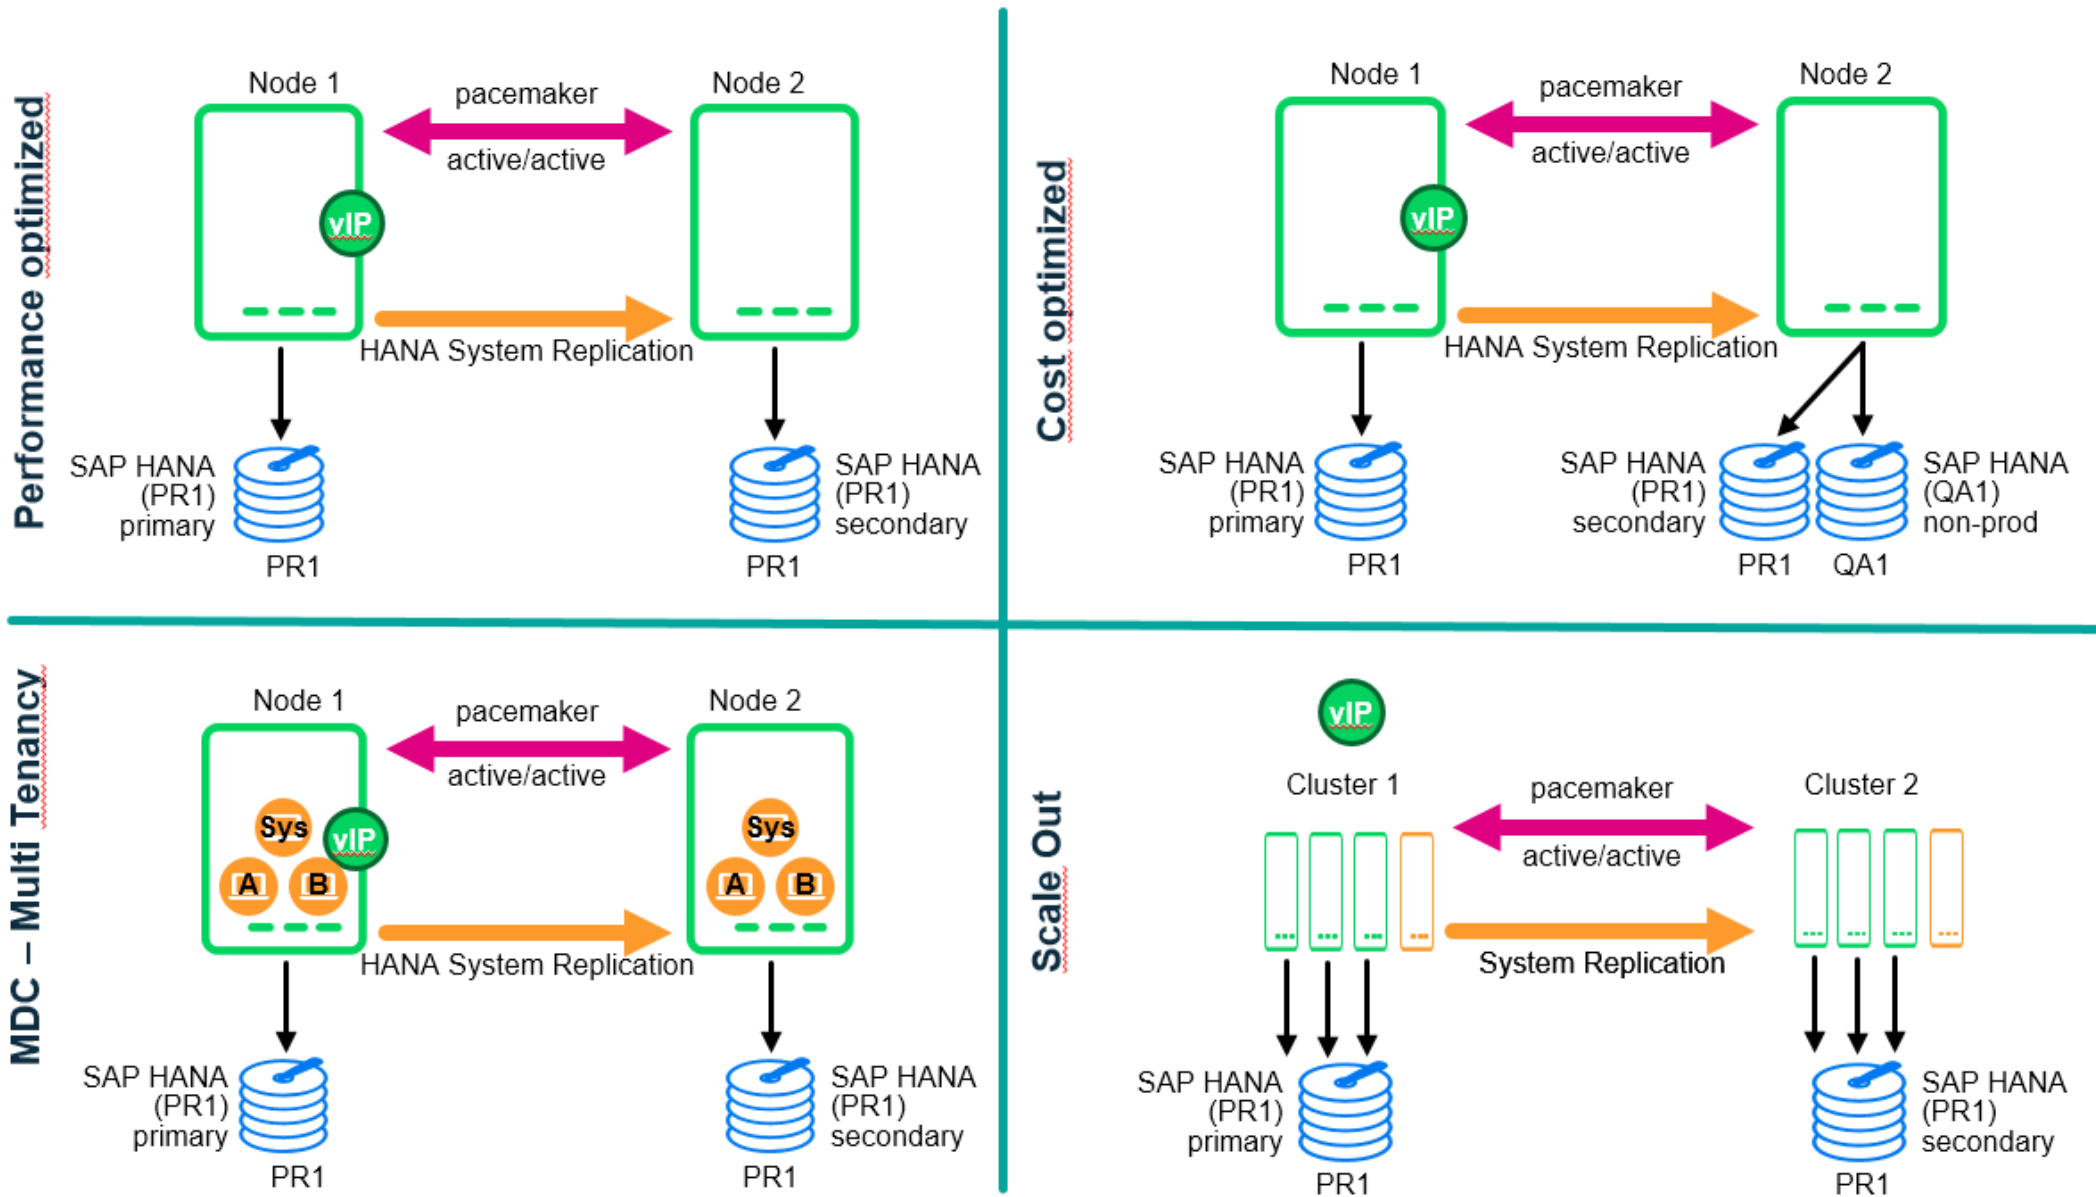 Performance optimized
Node 1
pacemaker
active/active
Node 2
vIP
HANA System Replication
SAP HANA
(PR1)
primary
PR1
SAP HANA
(PR1)
secondary
PR1
Cost optimized
Node 1
pacemaker
active/active
Node 2
vIP
HANA System Replication
SAP HANA
(PR1)
primary
PR1
SAP HANA
(PR1)
secondary
PR1
SAP HANA
(QA1)
non-prod
QA1
MDC – Multi Tenancy
Node 1
pacemaker
active/active
Node 2
Sys
A
B
vIP
Sys
A
B
HANA System Replication
SAP HANA
(PR1)
primary
PR1
SAP HANA
(PR1)
secondary
PR1
Scale Out
vIP
Cluster 1
pacemaker
active/active
Cluster 2
System Replication
SAP HANA
(PR1)
primary
PR1
SAP HANA
(PR1)
secondary
PR1